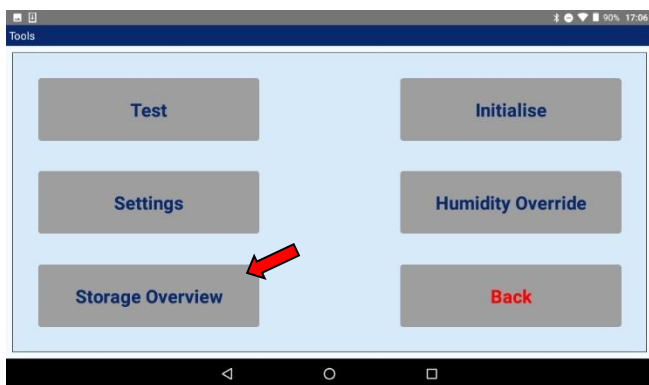 90% 17:06
Tools
Test
Initialise
Settings
Humidity Override
Storage Overview
Back